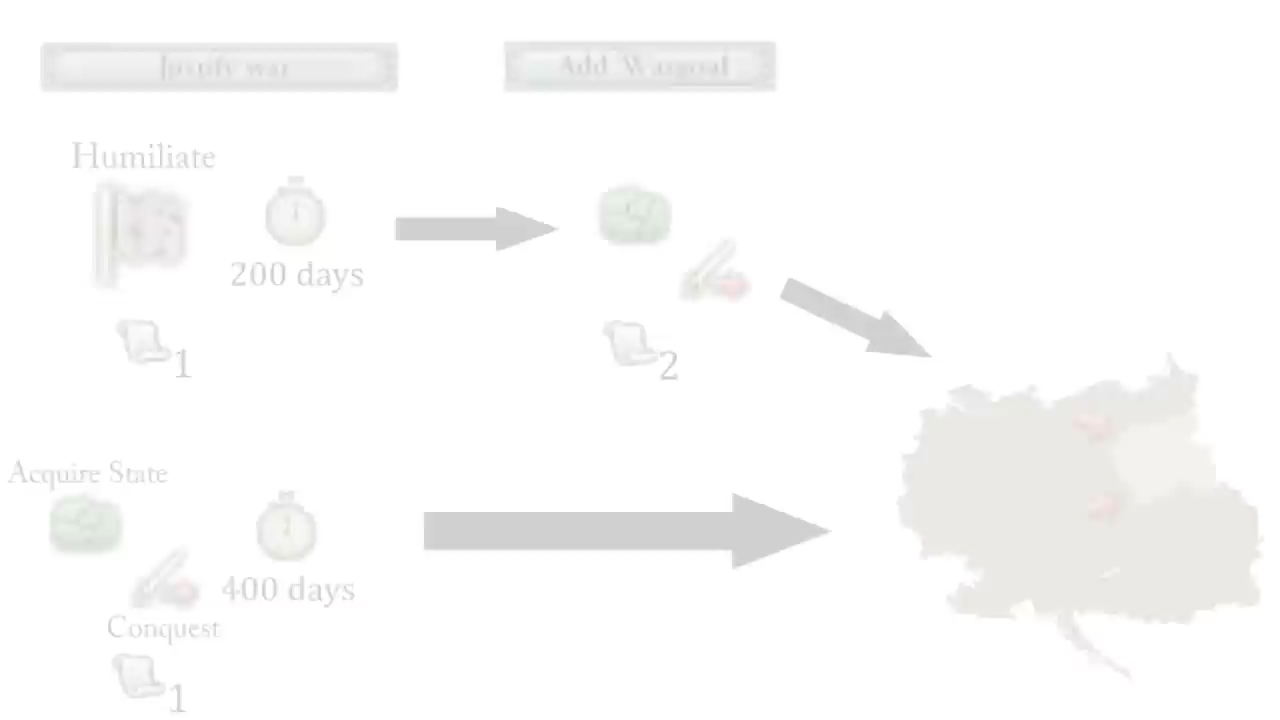 Justify war
Add Wargoal
Humiliate
200 days
1
2
Acquire State
400 days
Conquest
1